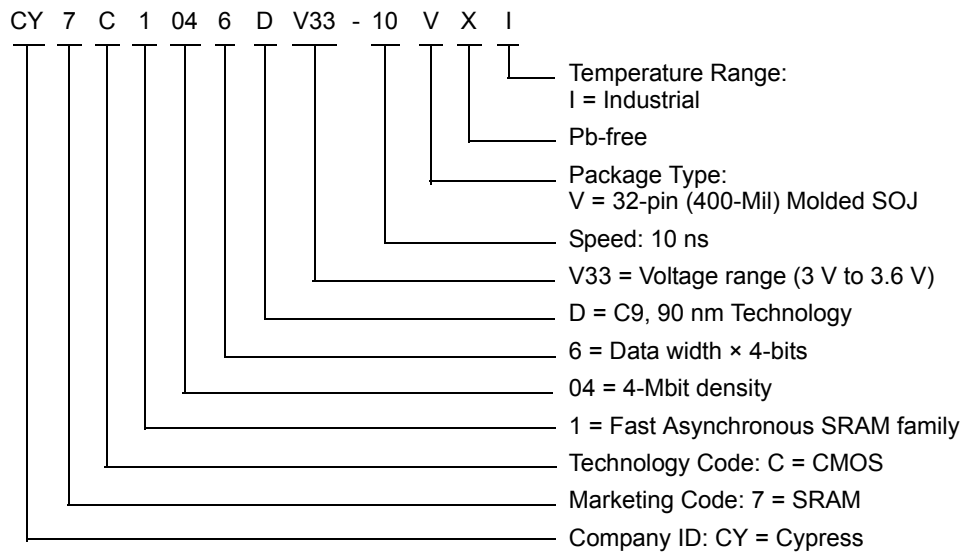 CY 7 C 1 04 6 D V33 - 10 V X I
Temperature Range:
I = Industrial
Pb-free
Package Type:
V = 32-pin (400-Mil) Molded SOJ
Speed: 10 ns
V33 = Voltage range (3 V to 3.6 V)
D = C9, 90 nm Technology
6 = Data width × 4-bits
04 = 4-Mbit density
1 = Fast Asynchronous SRAM family
Technology Code: C = CMOS
Marketing Code: 7 = SRAM
Company ID: CY = Cypress